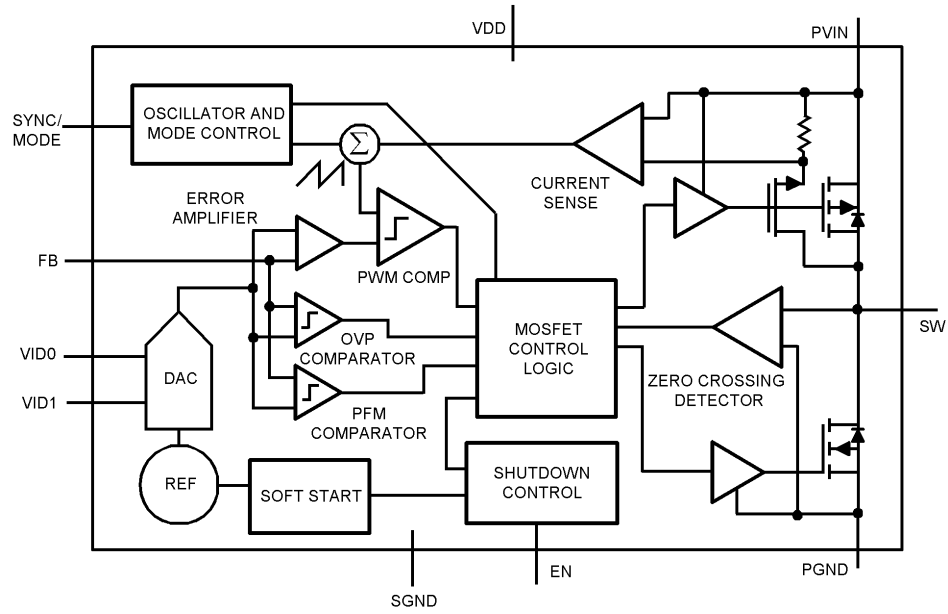 VDD
PVIN
SYNC/
MODE
OSCILLATOR AND
MODE CONTROL
Σ
CURRENT
SENSE
ERROR
AMPLIFIER
FB
PWM COMP
MOSFET
CONTROL
LOGIC
SW
OVP
COMPARATOR
VID0
DAC
ZERO CROSSING
DETECTOR
VID1
PFM
COMPARATOR
REF
SOFT START
SHUTDOWN
CONTROL
EN
PGND
SGND